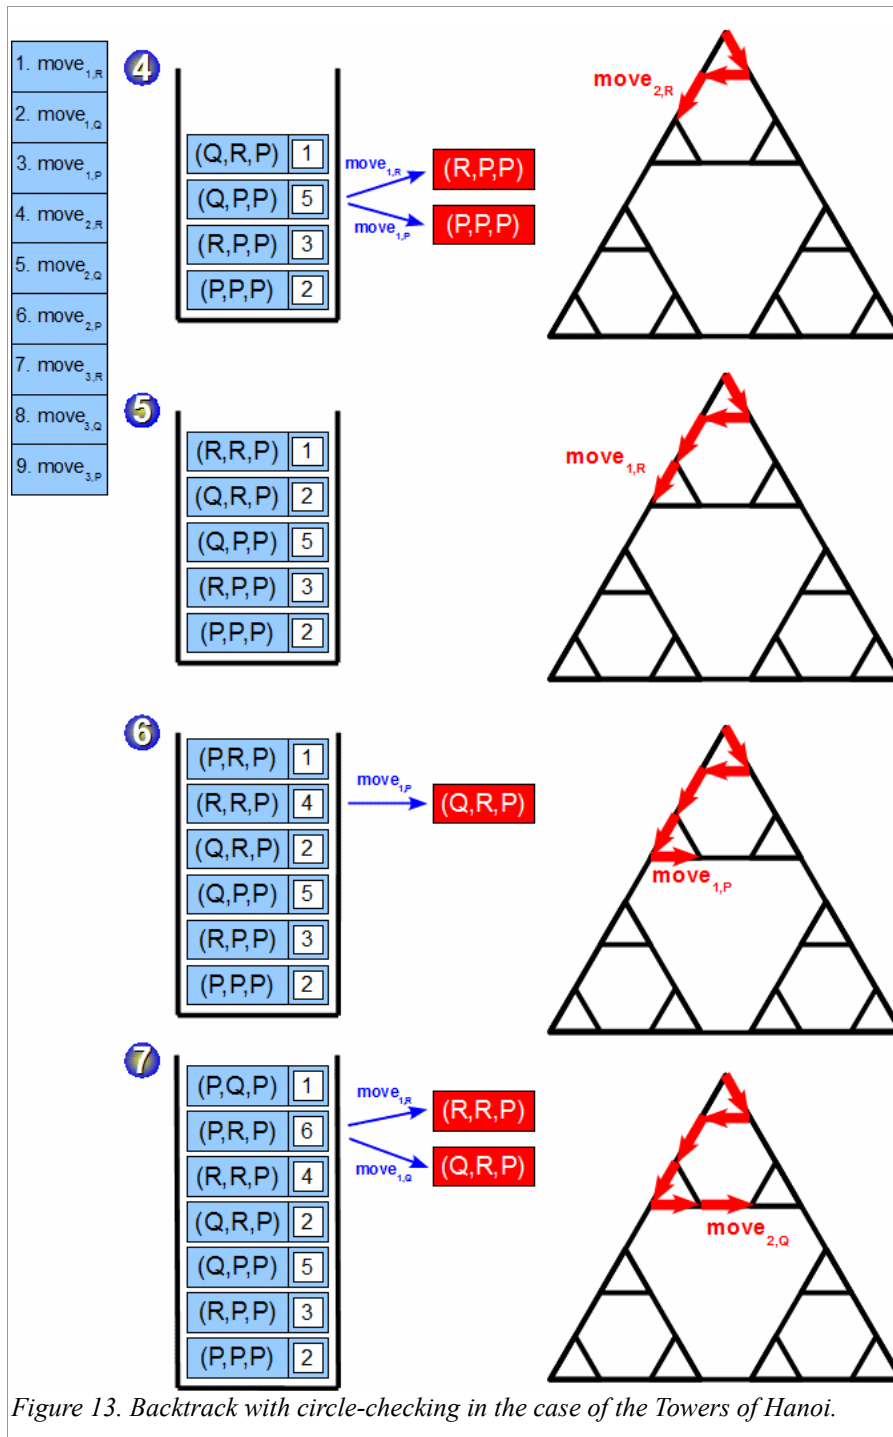 1. move1,R
2. move1,Q
3. move1,P
4. move2,R
5. move2,Q
6. move2,P
7. move3,R
8. move3,Q
9. move3,P
4
(Q,R,P) 1
(Q,P,P) 5
(R,P,P) 3
(P,P,P) 2
move1,R
(R,P,P)
move1,P
(P,P,P)
move2,R
5
(R,R,P) 1
(Q,R,P) 2
(Q,P,P) 5
(R,P,P) 3
(P,P,P) 2
move1,R
6
(P,R,P) 1
(R,R,P) 4
(Q,R,P) 2
(Q,P,P) 5
(R,P,P) 3
(P,P,P) 2
move1,P
(Q,R,P)
move1,P
7
(P,Q,P) 1
(P,R,P) 6
(R,R,P) 4
(Q,R,P) 2
(Q,P,P) 5
(R,P,P) 3
(P,P,P) 2
move1,R
(R,R,P)
move1,Q
(Q,R,P)
move2,Q
Figure 13. Backtrack with circle-checking in the case of the Towers of Hanoi.